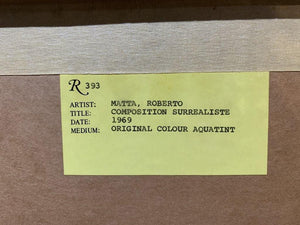 R 393
ARTIST: MATTA, ROBERTO
TITLE: COMPOSITION SURREALISTE
DATE: 1969
MEDIUM: ORIGINAL COLOUR AQUATINT